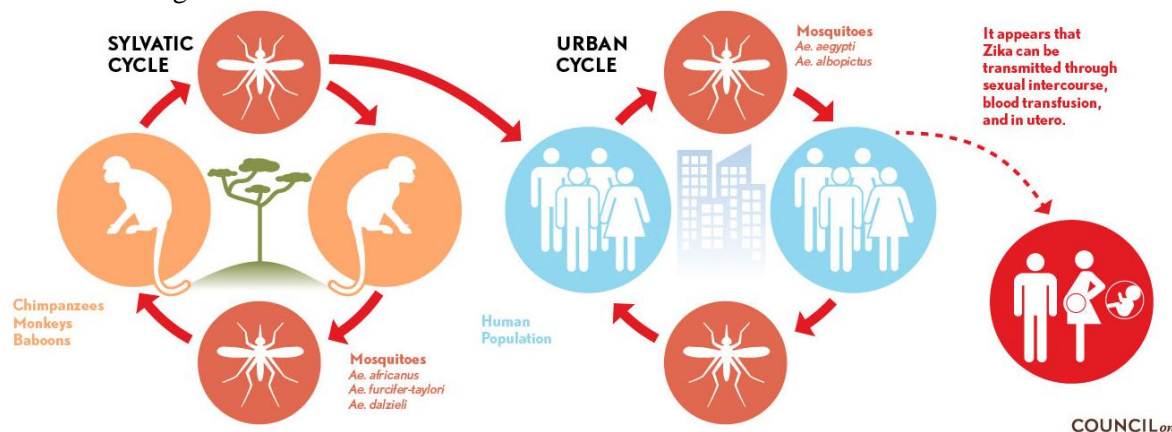 SYLVATIC
CYCLE
URBAN
CYCLE
Mosquitoes
Ae. aegypti
Ae. albopictus
It appears that
Zika can be
transmitted through
sexual intercourse,
blood transfusion,
and in utero.
Chimpanzees
Monkeys
Baboons
Mosquitoes
Ae. africanus
Ae. furcifer-taylori
Ae. dalzieli
Human
Population
COUNCIL on